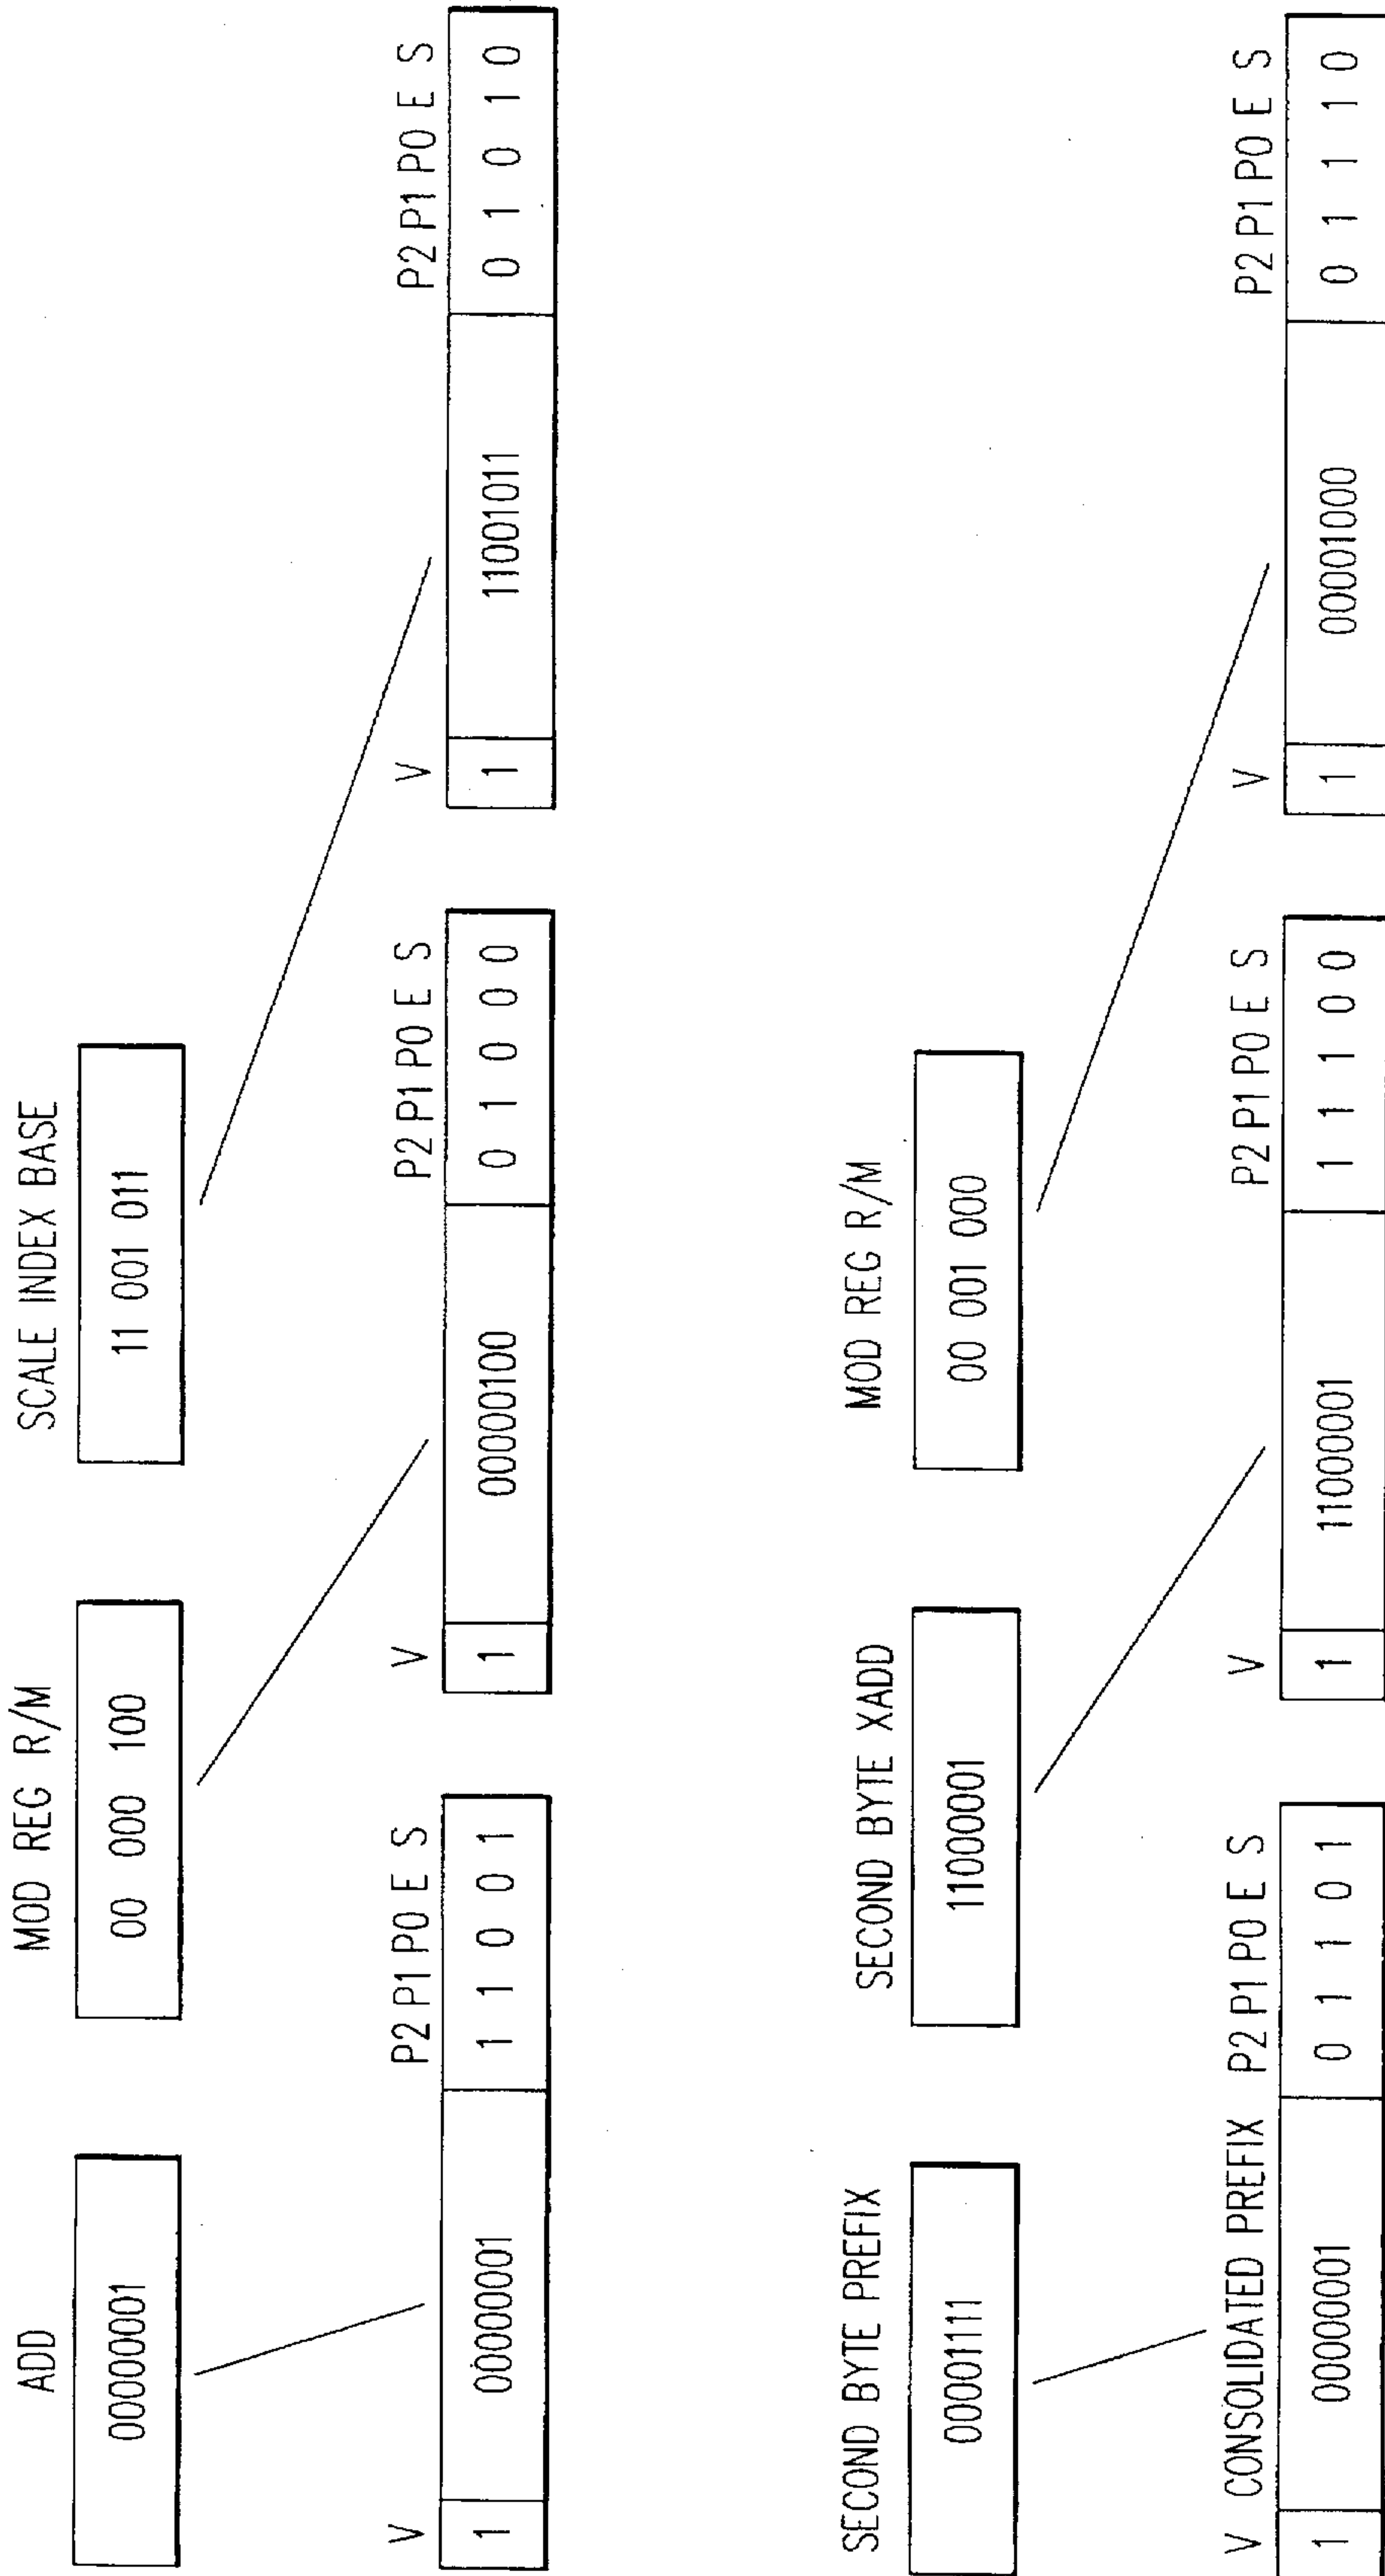 ADD MOD REG R/M SCALE INDEX BASE
00000001 00 000 100 11 001 011
V P2 P1 P0 E S V P2 P1 P0 E S V P2 P1 P0 E S
1 00000001 1 1 0 0 1 1 00000100 0 1 0 0 0 1 11001011 0 1 0 1 0
SECOND BYTE PREFIX SECOND BYTE XADD MOD REG R/M
00001111 11000001 00 001 000
V CONSOLIDATED PREFIX P2 P1 P0 E S V P2 P1 P0 E S V P2 P1 P0 E S
1 00000001 0 1 1 0 1 1 11000001 1 1 1 0 0 1 00001000 0 1 1 1 0